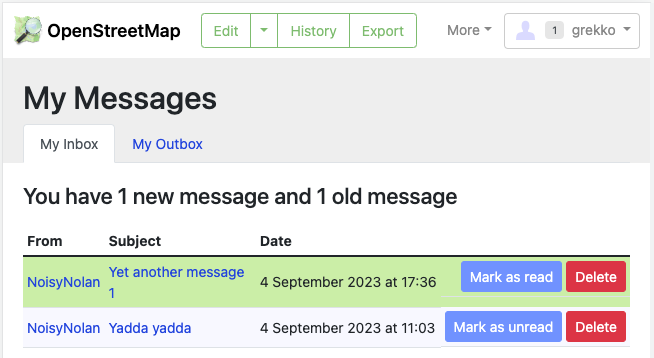 OpenStreetMap Edit History Export More 1 grekko
My Messages
My Inbox My Outbox
You have 1 new message and 1 old message
From Subject Date
NoisyNolan Yet another message 4 September 2023 at 17:36 Mark as read Delete
1
NoisyNolan Yadda yadda 4 September 2023 at 11:03 Mark as unread Delete